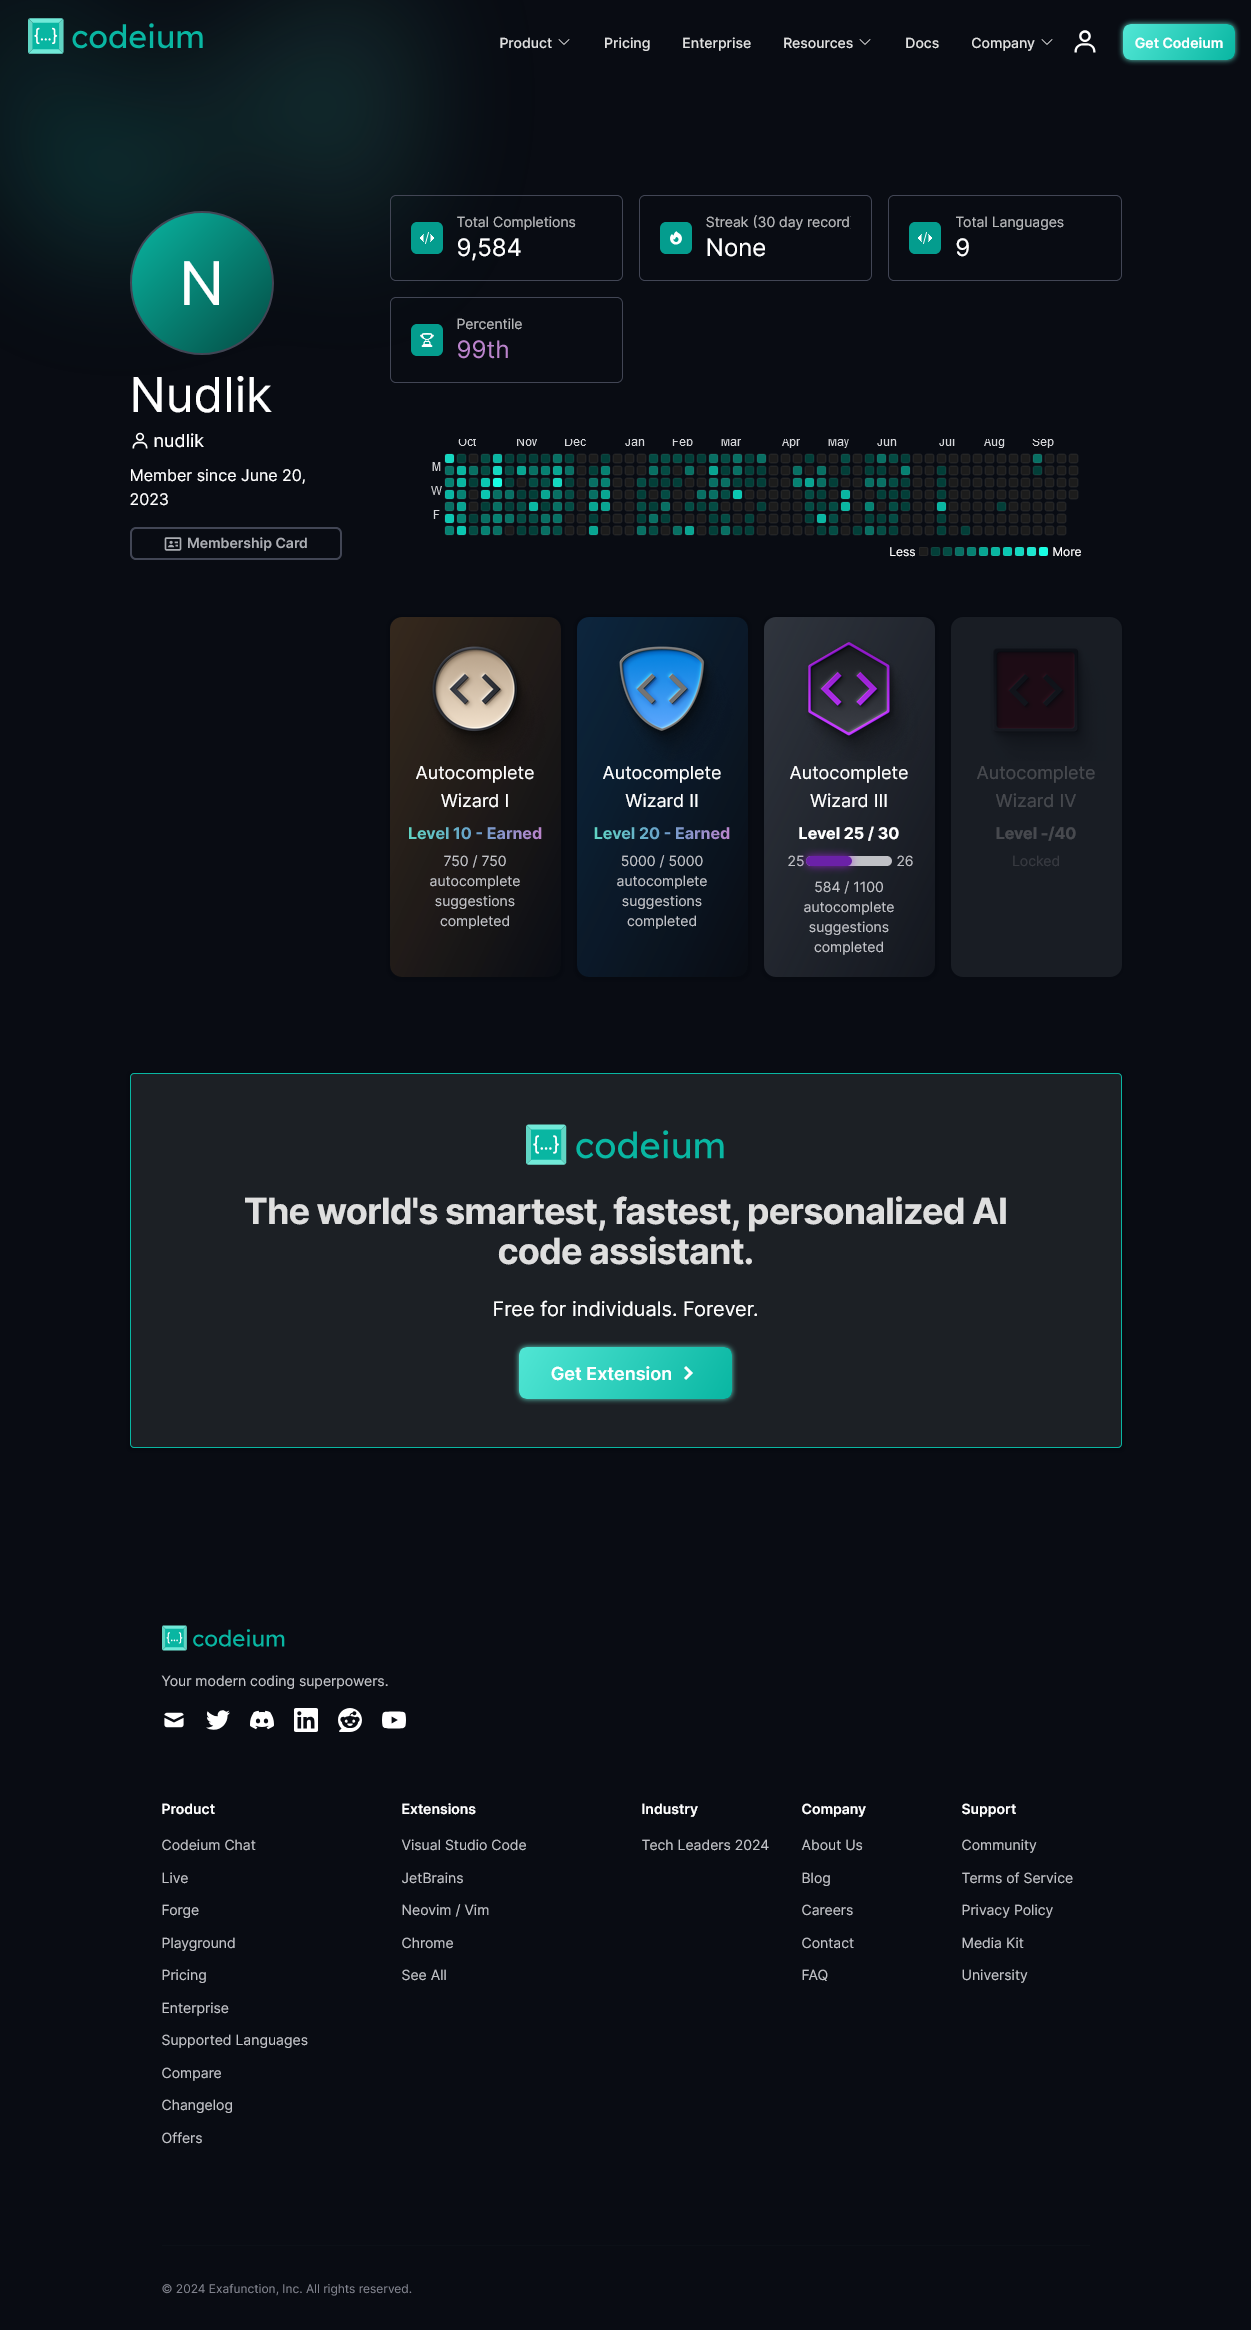 {...} codeium
Product
Pricing
Enterprise
Resources
Docs
Company
Get Codeium
N
Nudlik
nudlik
Member since June 20,
2023
Membership Card
Total Completions
9,584
Streak (30 day record
None
Total Languages
9
Percentile
99th
Oct Nov Dec Jan Feb Mar Apr May Jun Jul Aug Sep
M
W
F
Less More
Autocomplete
Wizard I
Level 10 - Earned
750 / 750
autocomplete
suggestions
completed
Autocomplete
Wizard II
Level 20 - Earned
5000 / 5000
autocomplete
suggestions
completed
Autocomplete
Wizard III
Level 25 / 30
25 26
584 / 1100
autocomplete
suggestions
completed
Autocomplete
Wizard IV
Level -/40
Locked
{...} codeium
The world's smartest, fastest, personalized AI
code assistant.
Free for individuals. Forever.
Get Extension
{...} codeium
Your modern coding superpowers.
Product
Codeium Chat
Live
Forge
Playground
Pricing
Enterprise
Supported Languages
Compare
Changelog
Offers
Extensions
Visual Studio Code
JetBrains
Neovim / Vim
Chrome
See All
Industry
Tech Leaders 2024
Company
About Us
Blog
Careers
Contact
FAQ
Support
Community
Terms of Service
Privacy Policy
Media Kit
University
© 2024 Exafunction, Inc. All rights reserved.